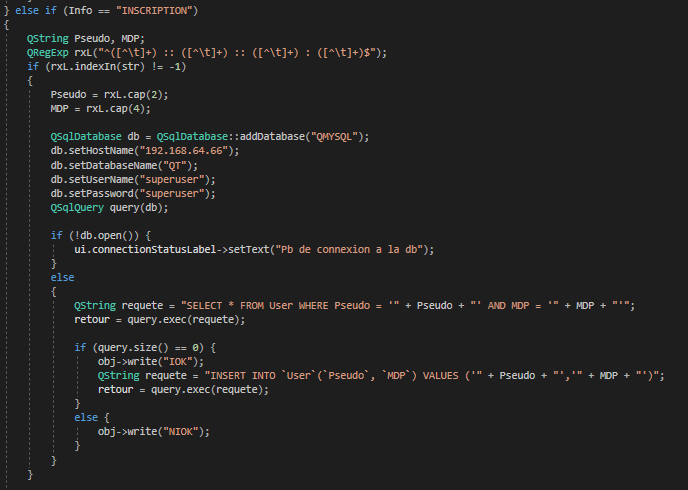 } else if (Info == "INSCRIPTION")
{
QString Pseudo, MDP;
QRegExp rxL("^([^\t]+) :: ([^\t]+) :: ([^\t]+) : ([^\t]+)$");
if (rxL.indexIn(str) != -1)
{
Pseudo = rxL.cap(2);
MDP = rxL.cap(4);
QSqlDatabase db = QSqlDatabase::addDatabase("QMYSQL");
db.setHostName("192.168.64.66");
db.setDatabaseName("QT");
db.setUserName("superuser");
db.setPassword("superuser");
QSqlQuery query(db);
if (!db.open()) {
ui.connectionStatusLabel->setText("Pb de connexion a la db");
}
else
{
QString requete = "SELECT * FROM User WHERE Pseudo = '" + Pseudo + "' AND MDP = '" + MDP + "'";
retour = query.exec(requete);
if (query.size() == 0) {
obj->write("IOK");
QString requete = "INSERT INTO `User`(`Pseudo`, `MDP`) VALUES ('" + Pseudo + "','" + MDP + "')";
retour = query.exec(requete);
}
else {
obj->write("NIOK");
}
}
}